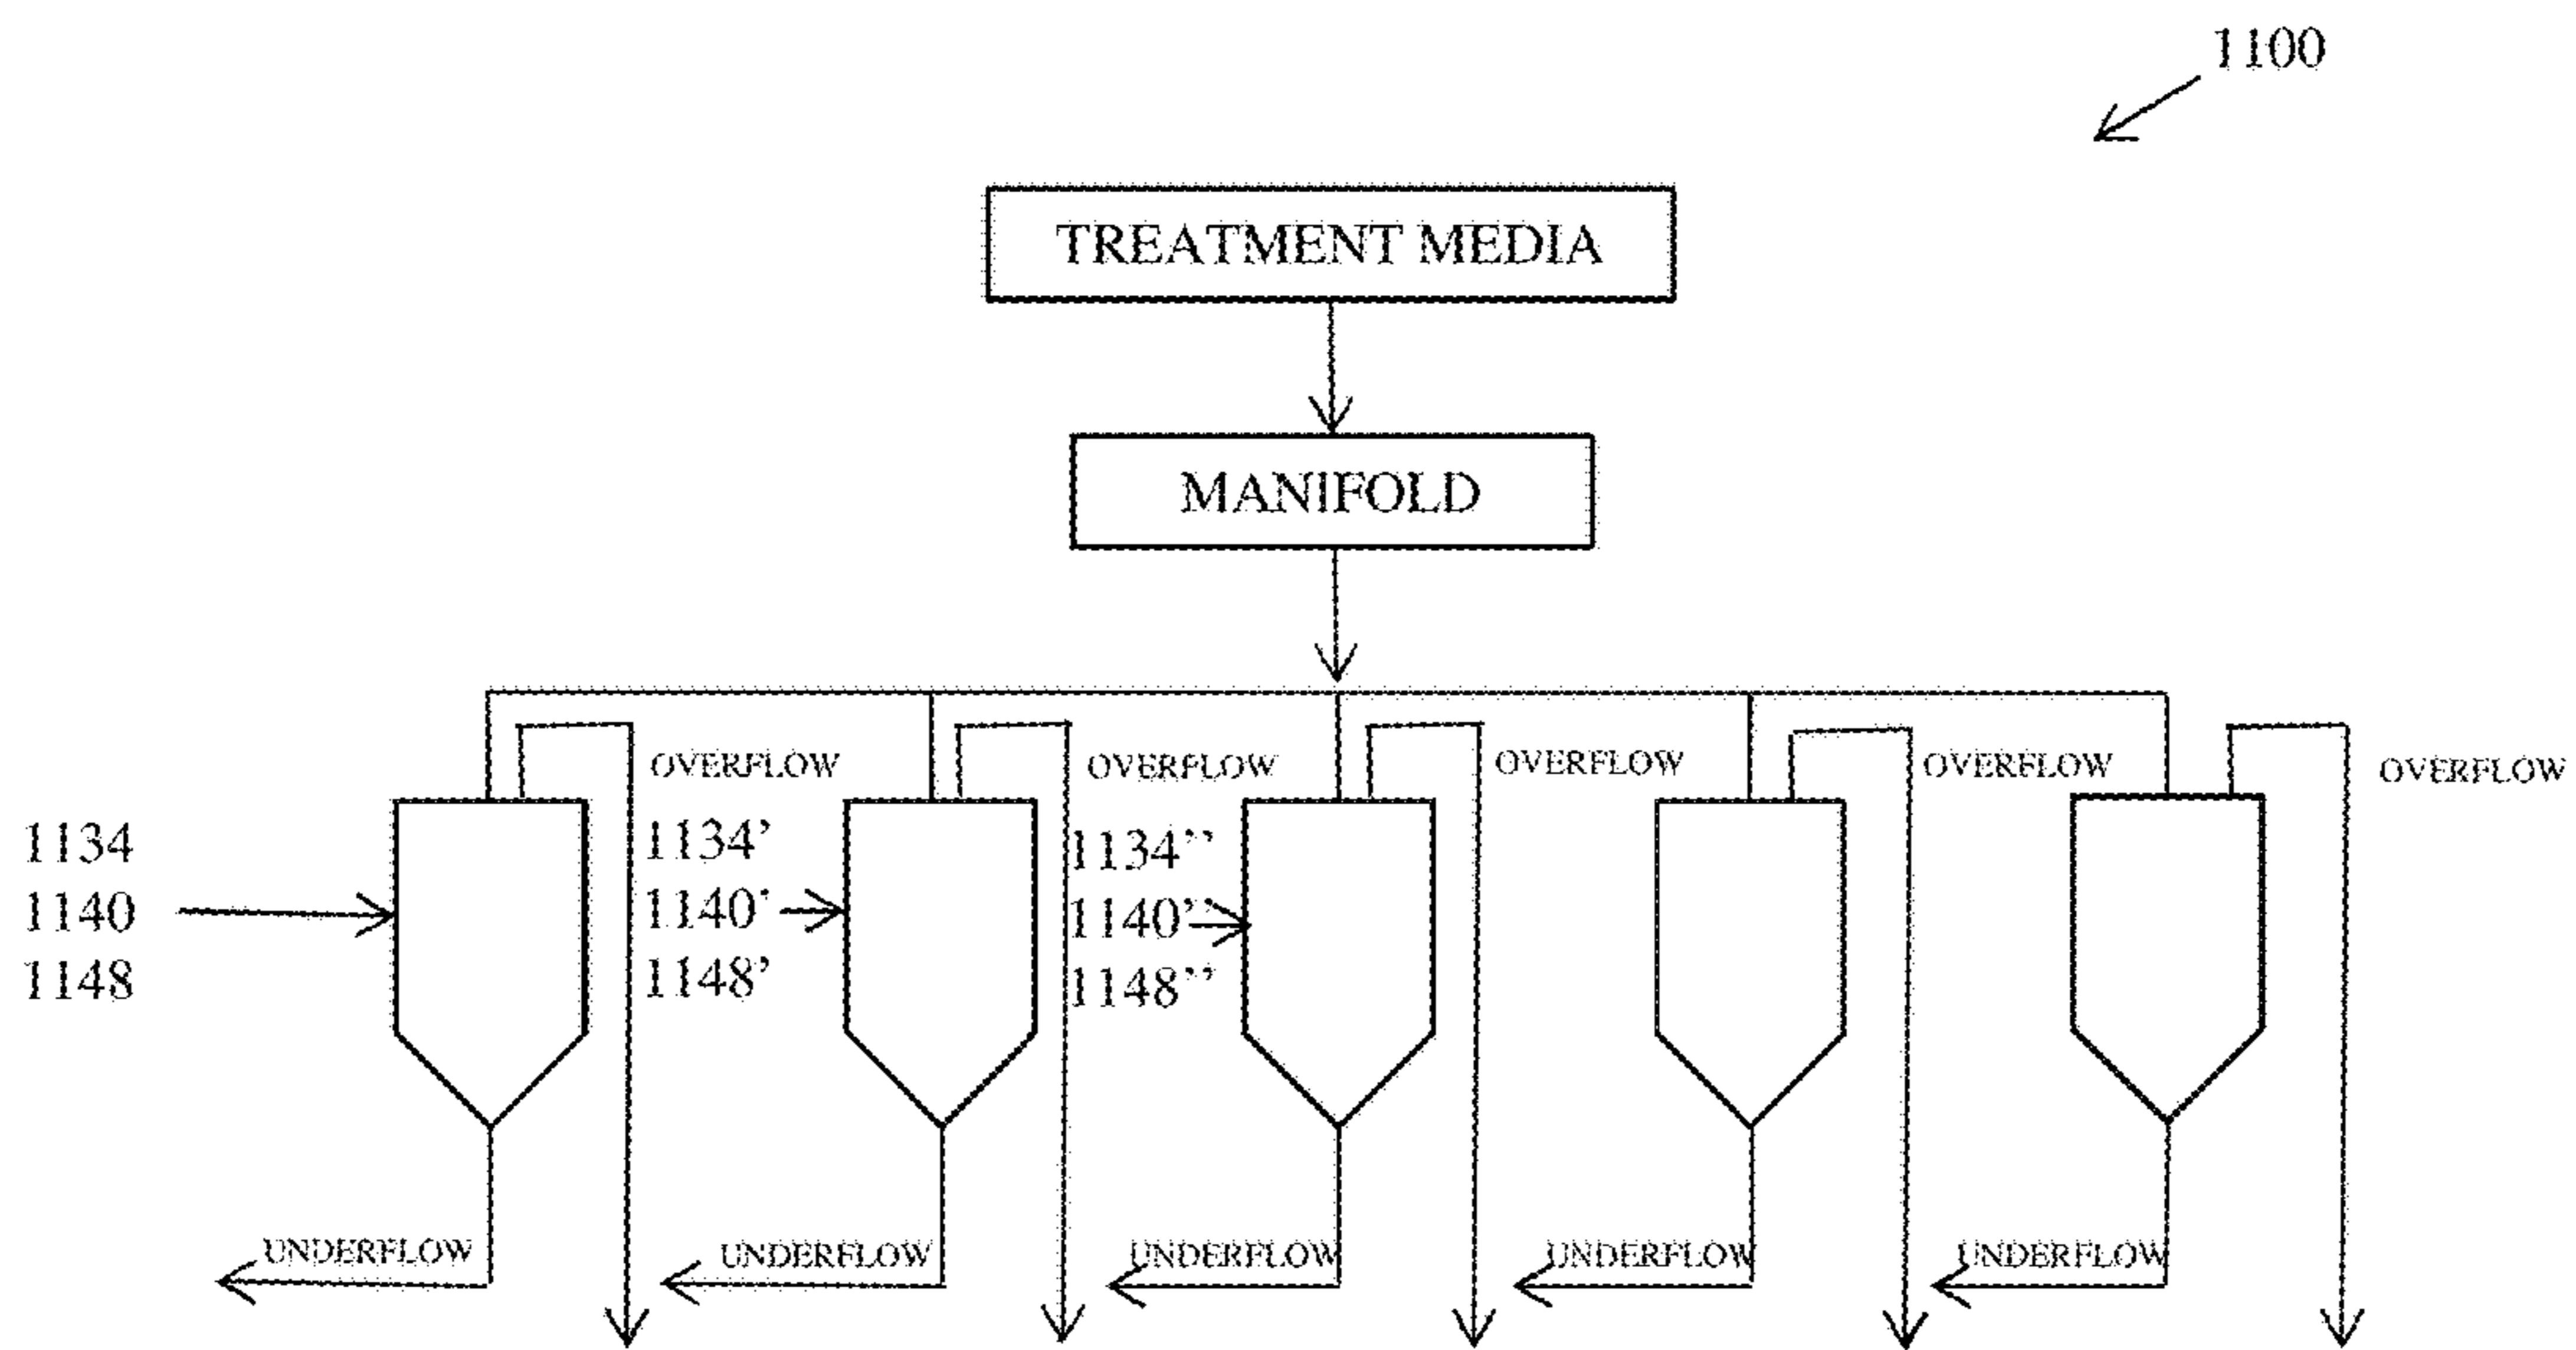 1100
TREATMENT MEDIA
MANIFOLD
OVERFLOW
OVERFLOW
OVERFLOW
OVERFLOW
OVERFLOW
1134
1140
1148
1134’
1140’
1148’
1134’’
1140’’
1148’’
UNDERFLOW
UNDERFLOW
UNDERFLOW
UNDERFLOW
UNDERFLOW